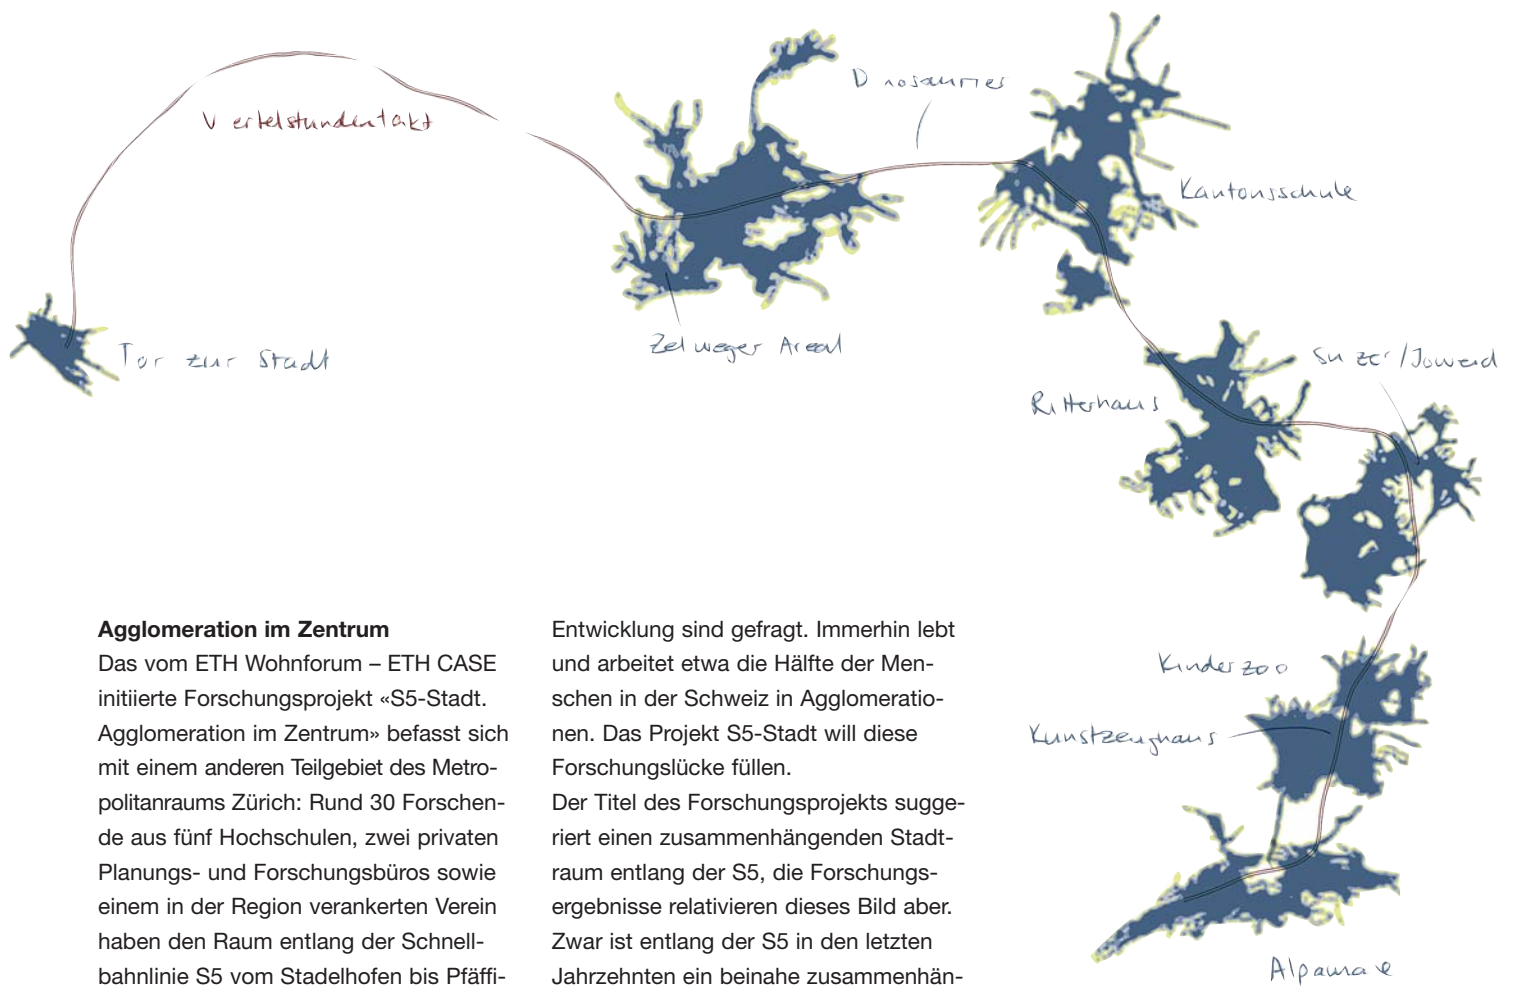 Dinosaurier
Viertelstundentakt
Kantonsschule
Zellweger Areal
Tor zur Stadt
Sulzer/Jowend
Ritterhaus
Kinderzoo
Kunstzeughaus
Alpamare
Agglomeration im Zentrum
Das vom ETH Wohnforum – ETH CASE
initiierte Forschungsprojekt «S5-Stadt.
Agglomeration im Zentrum» befasst sich
mit einem anderen Teilgebiet des Metro-
politanraums Zürich: Rund 30 Forschen-
de aus fünf Hochschulen, zwei privaten
Planungs- und Forschungsbüros sowie
einem in der Region verankerten Verein
haben den Raum entlang der Schnell-
bahnlinie S5 vom Stadelhofen bis Pfäffi-
Entwicklung sind gefragt. Immerhin lebt
und arbeitet etwa die Hälfte der Men-
schen in der Schweiz in Agglomeratio-
nen. Das Projekt S5-Stadt will diese
Forschungslücke füllen.
Der Titel des Forschungsprojekts sugge-
riert einen zusammenhängenden Stadt-
raum entlang der S5, die Forschungs-
ergebnisse relativieren dieses Bild aber.
Zwar ist entlang der S5 in den letzten
Jahrzehnten ein beinahe zusammenhän-